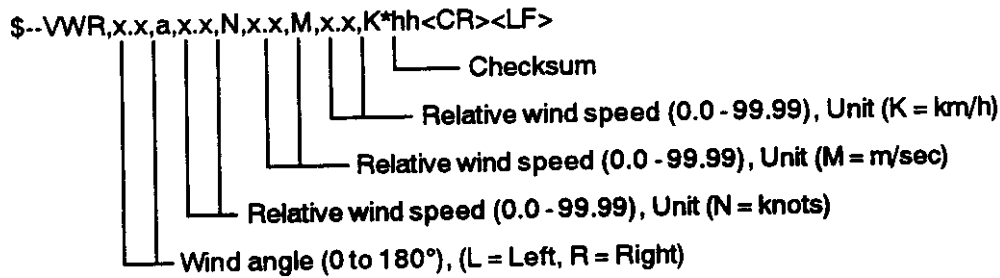 $--VWR,x.x,a,x.x,N,x.x,M,x.x,K*hh<CR><LF>
Checksum
Relative wind speed (0.0 - 99.99), Unit (K = km/h)
Relative wind speed (0.0 - 99.99), Unit (M = m/sec)
Relative wind speed (0.0 - 99.99), Unit (N = knots)
Wind angle (0 to 180°), (L = Left, R = Right)